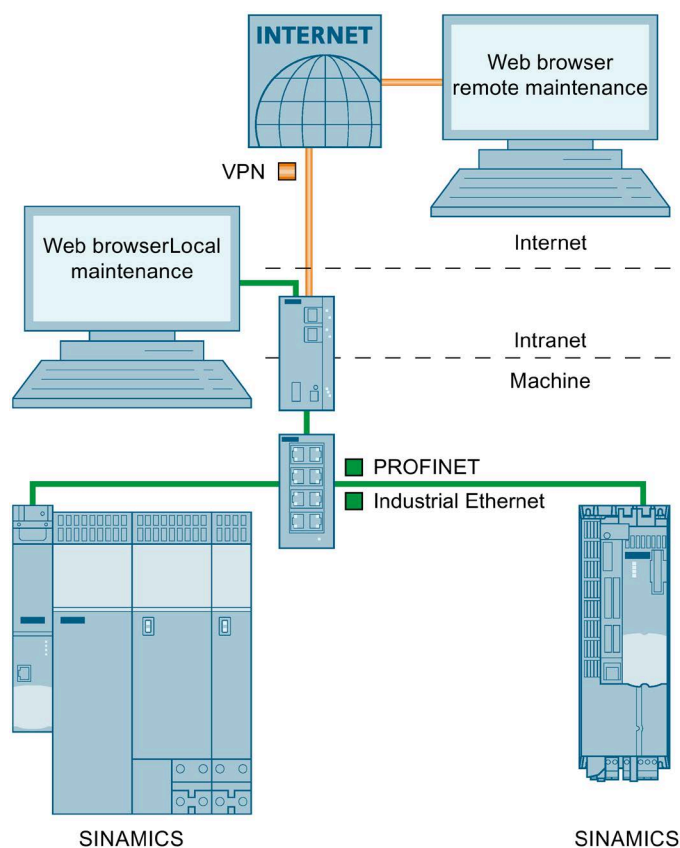 INTERNET
Web browser
remote maintenance
VPN
Web browserLocal
maintenance
Internet
Intranet
Machine
PROFINET
Industrial Ethernet
SINAMICS
SINAMICS